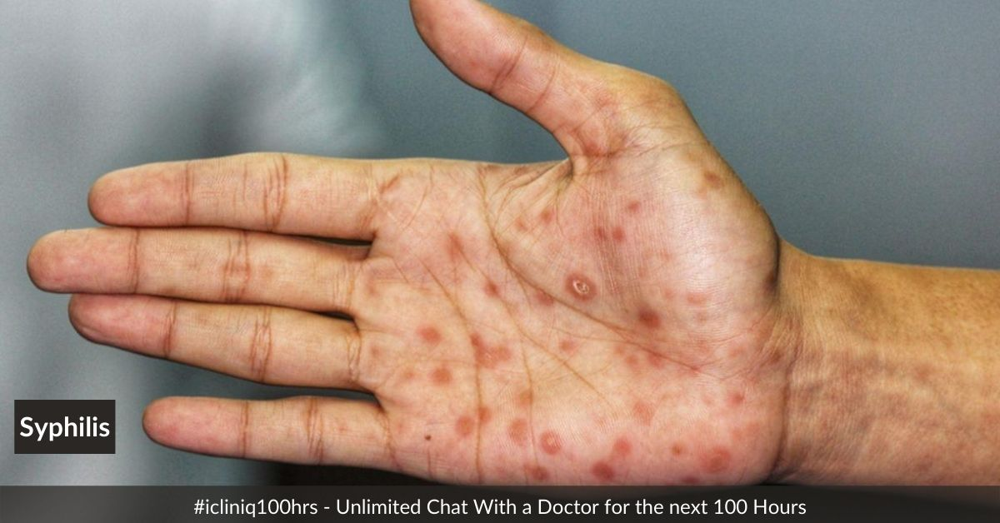 Syphilis
#icliniq100hrs - Unlimited Chat With a Doctor for the next 100 Hours